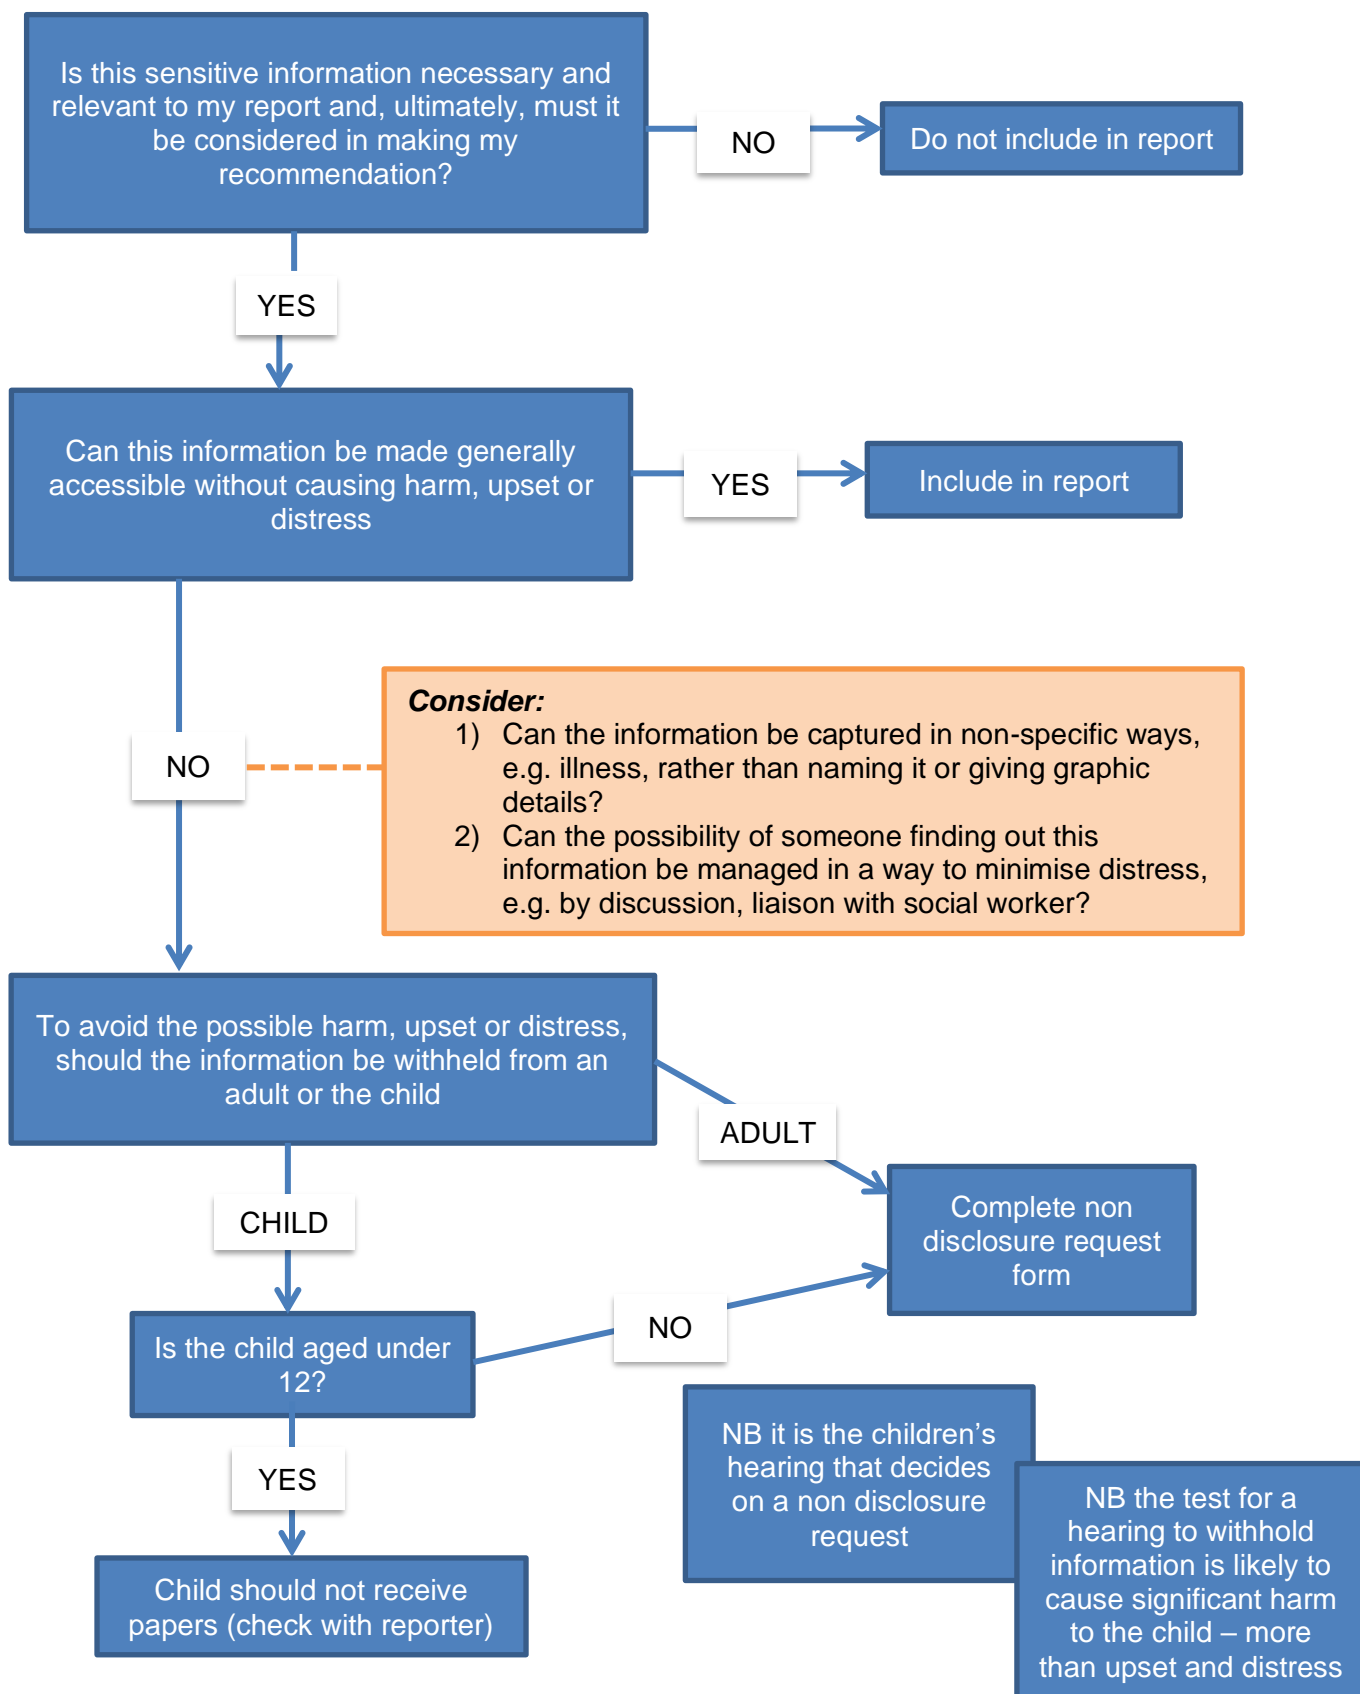 Is this sensitive information necessary and
relevant to my report and, ultimately, must it
be considered in making my
recommendation?
NO
Do not include in report
YES
Can this information be made generally
accessible without causing harm, upset or
distress
YES
Include in report
NO
Consider:
1) Can the information be captured in non-specific ways,
e.g. illness, rather than naming it or giving graphic
details?
2) Can the possibility of someone finding out this
information be managed in a way to minimise distress,
e.g. by discussion, liaison with social worker?
To avoid the possible harm, upset or distress,
should the information be withheld from an
adult or the child
ADULT
Complete non
disclosure request
form
CHILD
Is the child aged under
12?
NO
YES
Child should not receive
papers (check with reporter)
NB it is the children’s
hearing that decides
on a non disclosure
request
NB the test for a
hearing to withhold
information is likely to
cause significant harm
to the child – more
than upset and distress